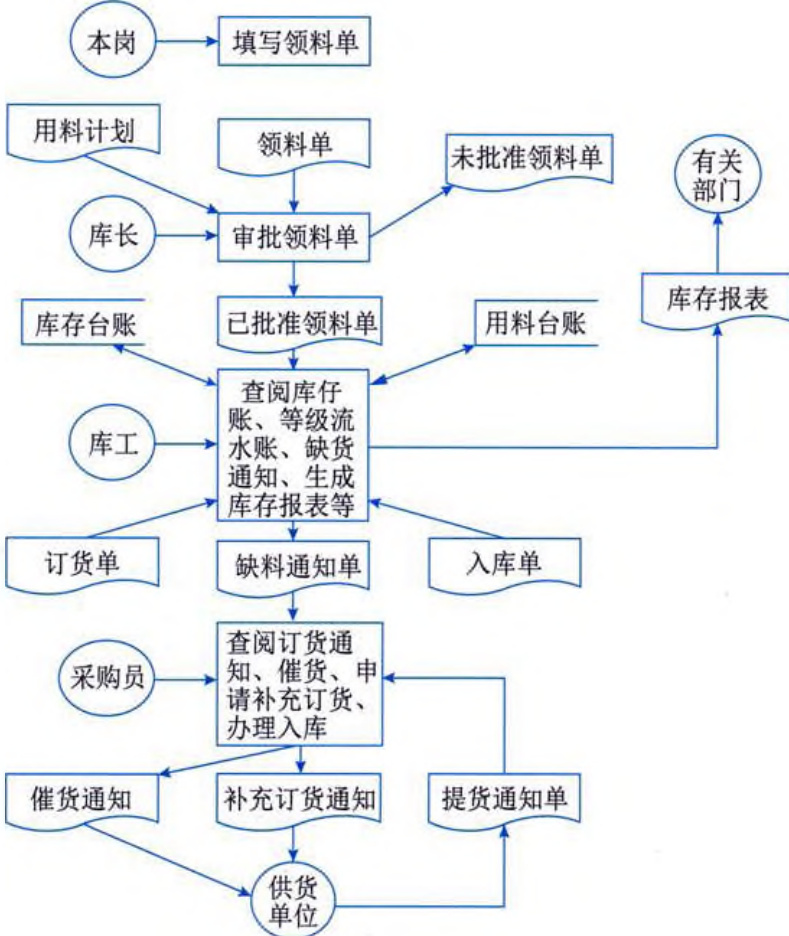 本岗
填写领料单
用料计划
领料单
未批准领料单
有关
部门
库长
审批领料单
库存台账
已批准领料单
用料台账
库存报表
查阅库仔
账、等级流
水账、缺货
通知、生成
库存报表等
库工
订货单
缺料通知单
入库单
采购员
查阅订货通
知、催货、申
请补充订货、
办理入库
催货通知
补充订货通知
提货通知单
供货
单位